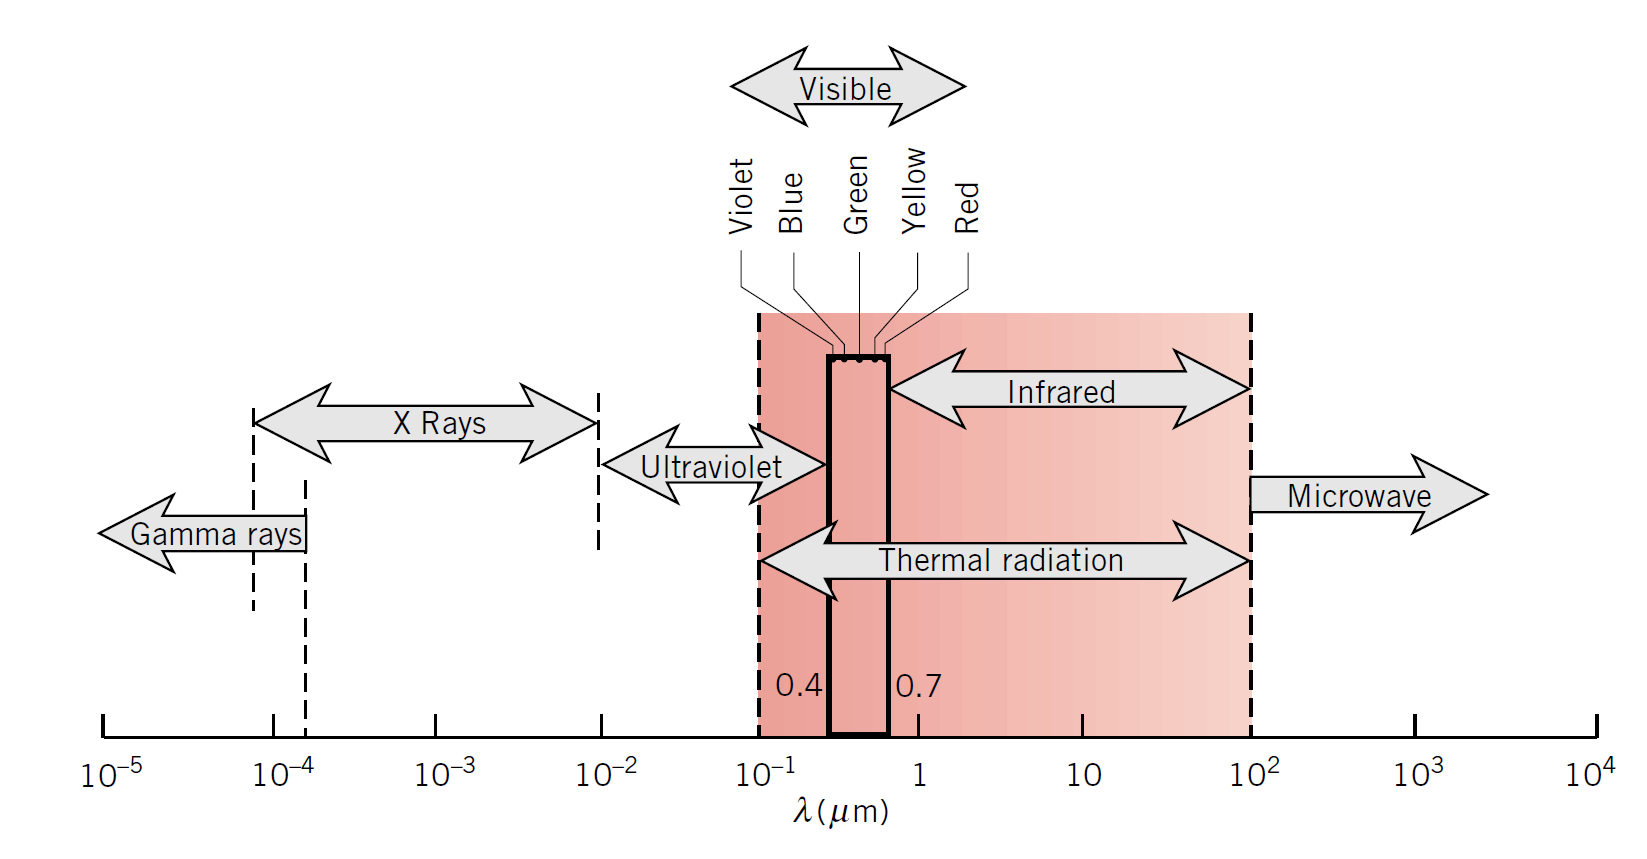 Visible
Violet
Blue
Green
Yellow
Red
Infrared
X Rays
Ultraviolet
Microwave
Gamma rays
Thermal radiation
0.4
0.7
10⁻⁵ 10⁻⁴ 10⁻³ 10⁻² 10⁻¹ 1 10 10² 10³ 10⁴
λ(μm)